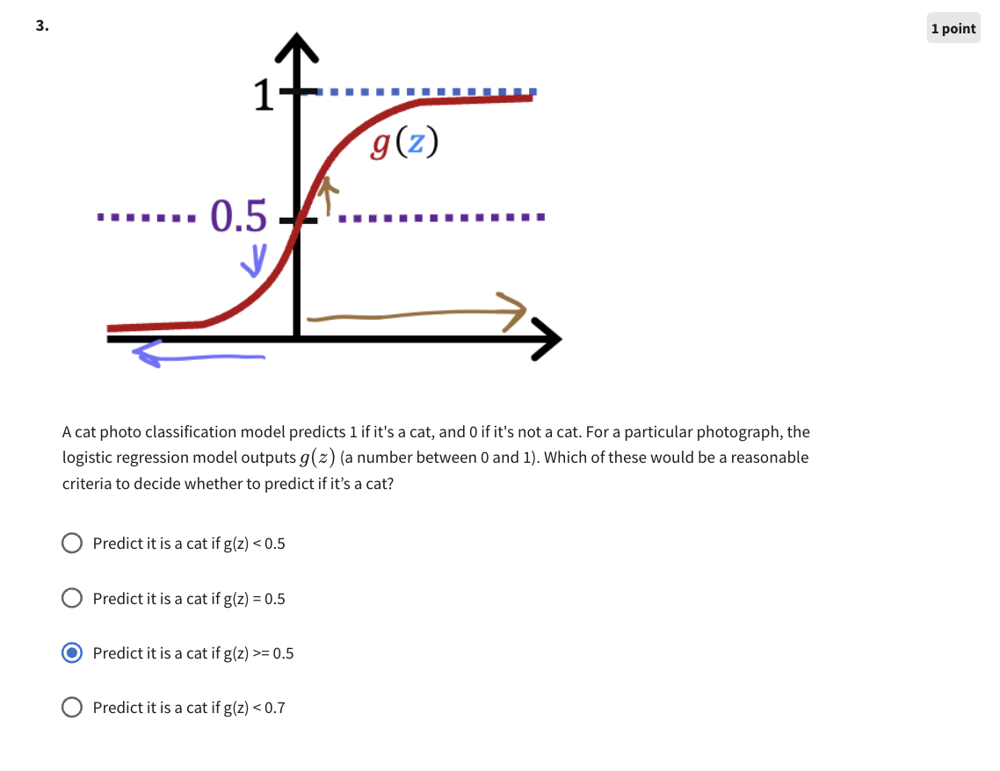 3.
1 point
1
g(z)
0.5
A cat photo classification model predicts 1 if it's a cat, and 0 if it's not a cat. For a particular photograph, the
logistic regression model outputs g(z) (a number between 0 and 1). Which of these would be a reasonable
criteria to decide whether to predict if it’s a cat?
Predict it is a cat if g(z) < 0.5
Predict it is a cat if g(z) = 0.5
Predict it is a cat if g(z) >= 0.5
Predict it is a cat if g(z) < 0.7